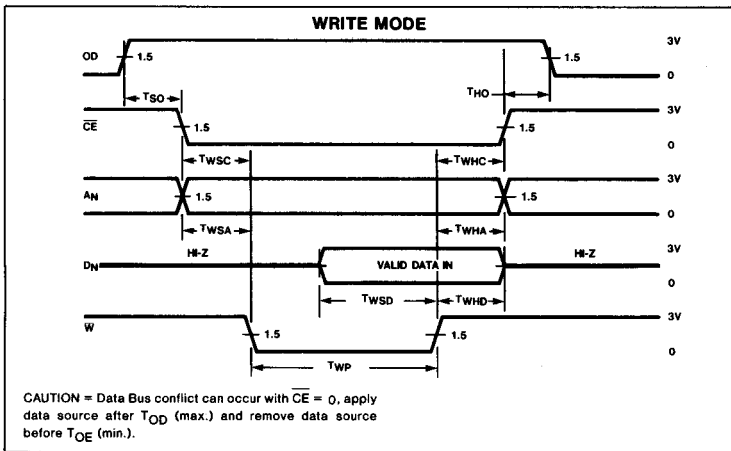 WRITE MODE
OD 1.5 3V
0
TSO THO
CE 1.5 1.5 3V
0
TWSC TWHC
AN 1.5 1.5 3V
0
TWSA TWHA
DN HI-Z VALID DATA IN HI-Z 3V
0
TWSD TWHD
W 1.5 1.5 3V
0
TWP
CAUTION = Data Bus conflict can occur with CE = 0, apply
data source after TOD (max.) and remove data source
before TOE (min.).